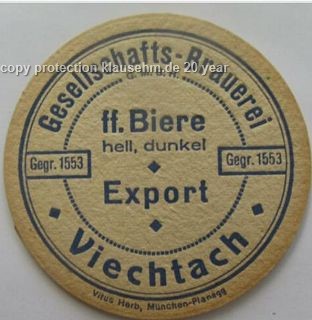 copy protection klausehm.de 20 year
Gesellschafts-Brauerei
ff. Biere
hell, dunkel
Gegr. 1553
Gegr. 1553
Export
Viechtach
Vitus Herb, München-Planegg